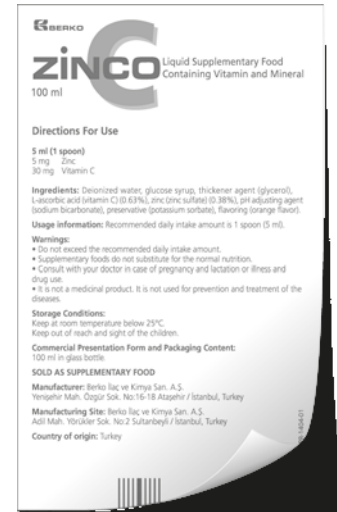 BERKO
ZiNCO C
Liquid Supplementary Food
Containing Vitamin and Mineral
100 ml
Directions For Use
5 ml (1 spoon)
5 mg Zinc
30 mg Vitamin C
Ingredients: Deionized water, glucose syrup, thickener agent (glycerol),
L-ascorbic acid (vitamin C) (0.63%), zinc (zinc sulfate) (0.38%), pH adjusting agent
(sodium bicarbonate), preservative (potassium sorbate), flavoring (orange flavor).
Usage information: Recommended daily intake amount is 1 spoon (5 ml).
Warnings:
• Do not exceed the recommended daily intake amount.
• Supplementary foods do not substitute for the normal nutrition.
• Consult with your doctor in case of pregnancy and lactation or illness and
drug use.
• It is not a medicinal product. It is not used for prevention and treatment of the
diseases.
Storage Conditions:
Keep at room temperature below 25°C.
Keep out of reach and sight of the children.
Commercial Presentation Form and Packaging Content:
100 ml in glass bottle.
SOLD AS SUPPLEMENTARY FOOD
Manufacturer: Berko İlaç ve Kimya San. A.Ş.
Yenişehir Mah. Özgür Sok. No:16-18 Ataşehir / İstanbul, Turkey
Manufacturing Site: Berko İlaç ve Kimya San. A.Ş.
Adil Mah. Yörükler Sok. No:2 Sultanbeyli / İstanbul, Turkey
Country of origin: Turkey